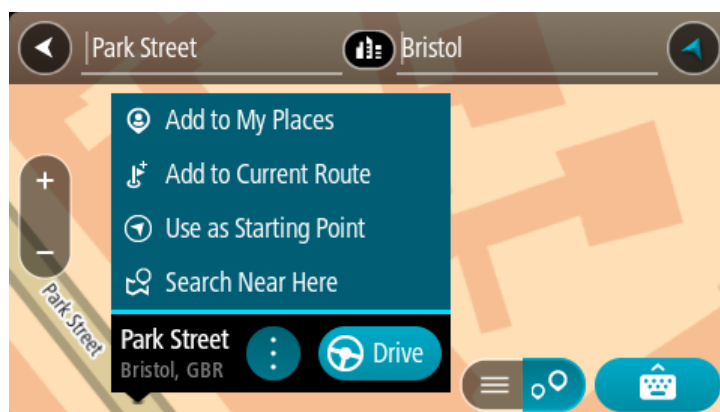 Park Street Bristol
Add to My Places
Add to Current Route
Use as Starting Point
Search Near Here
+
−
Park Street
Park Street
Bristol, GBR
Drive